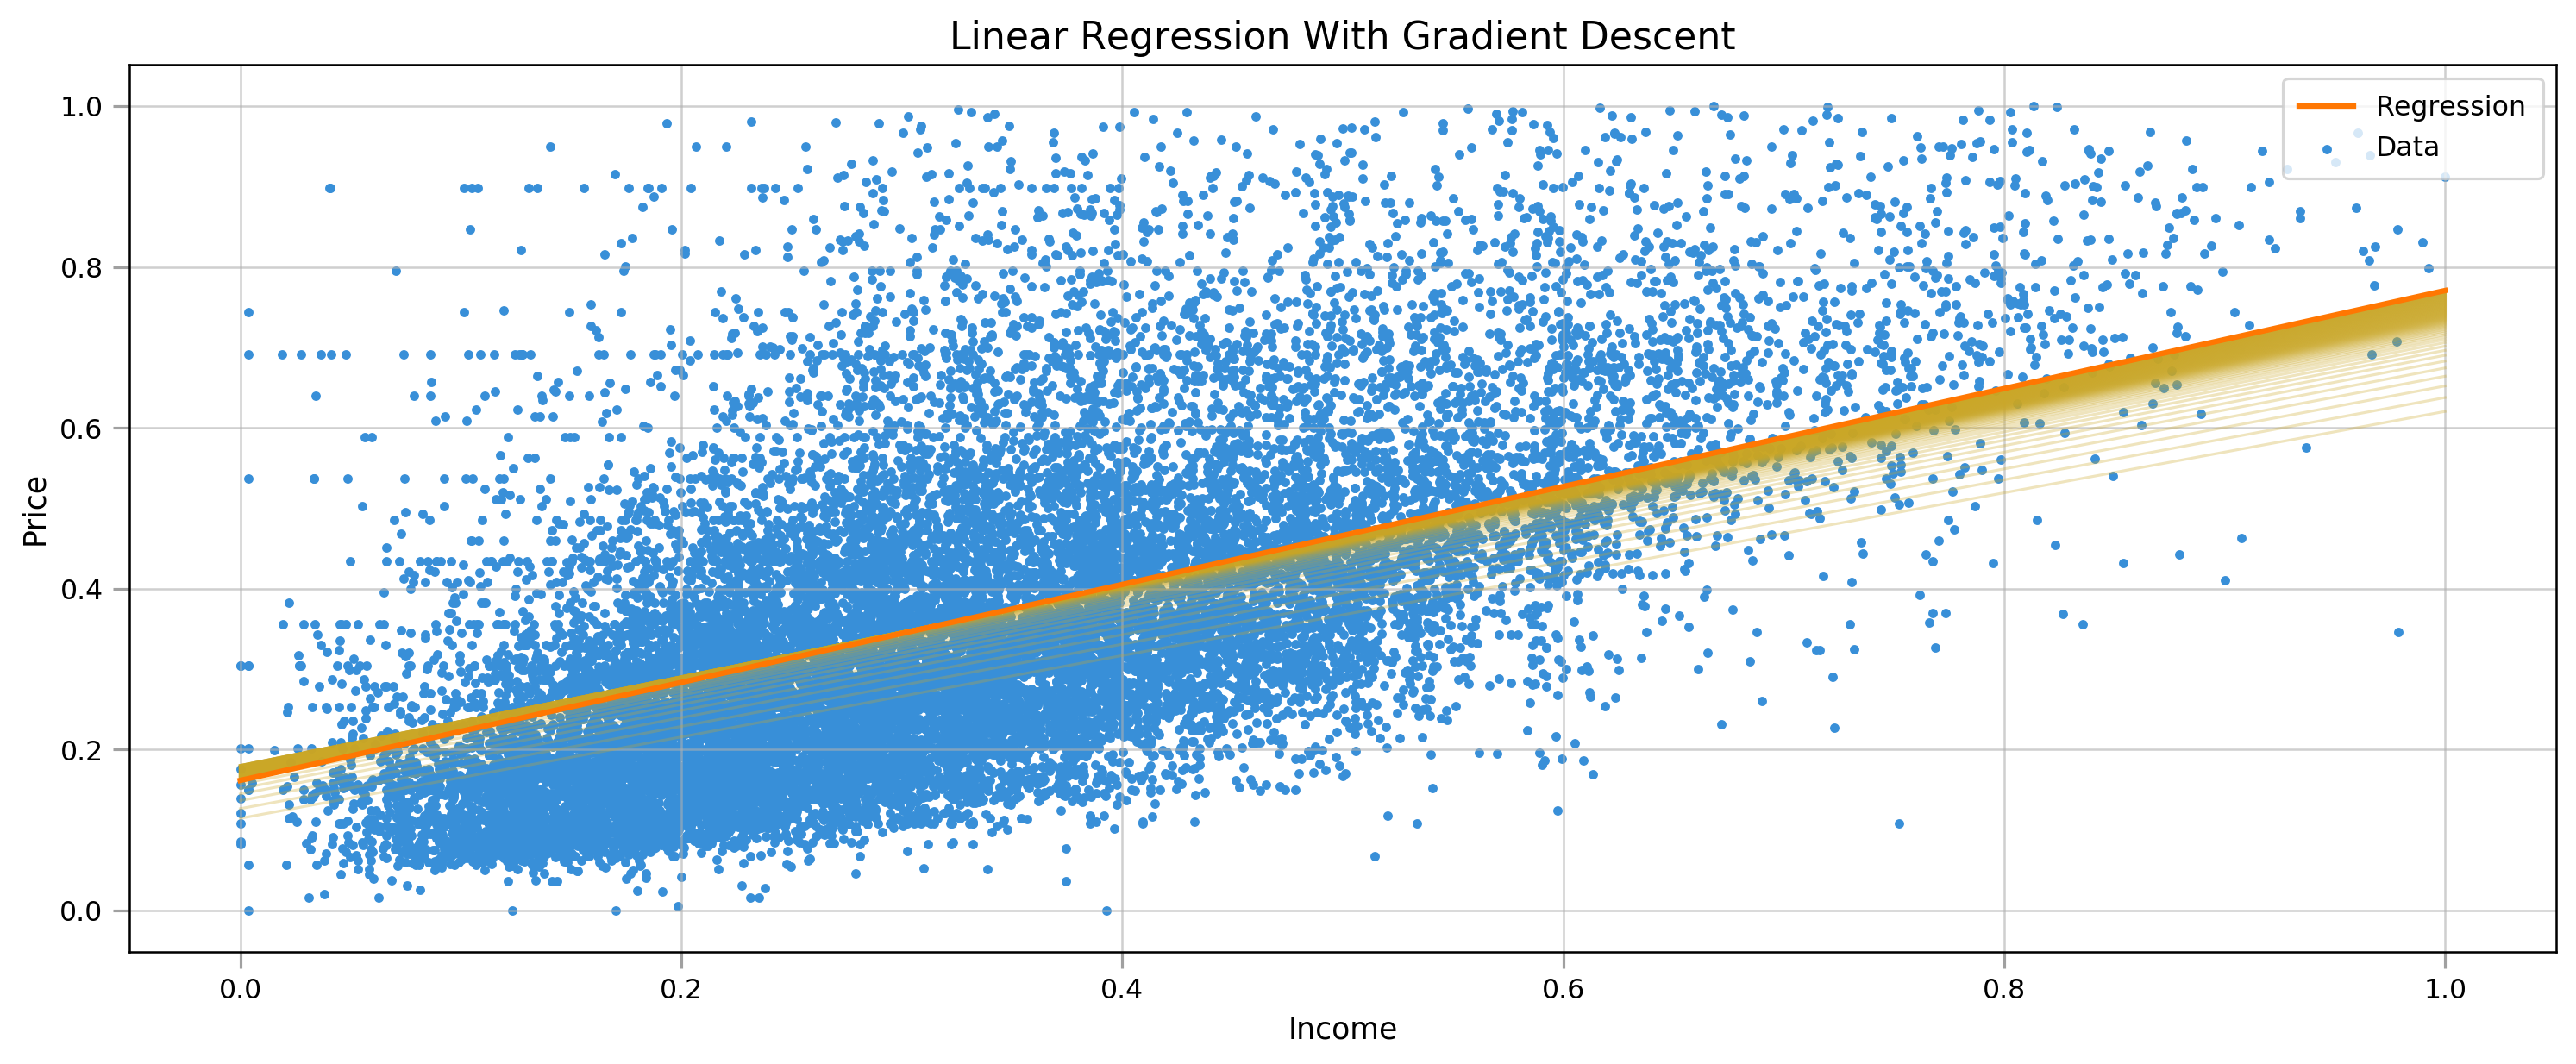 Linear Regression With Gradient Descent
Regression
Data
1.0
0.8
0.6
0.4
0.2
0.0
Price
0.0 0.2 0.4 0.6 0.8 1.0
Income